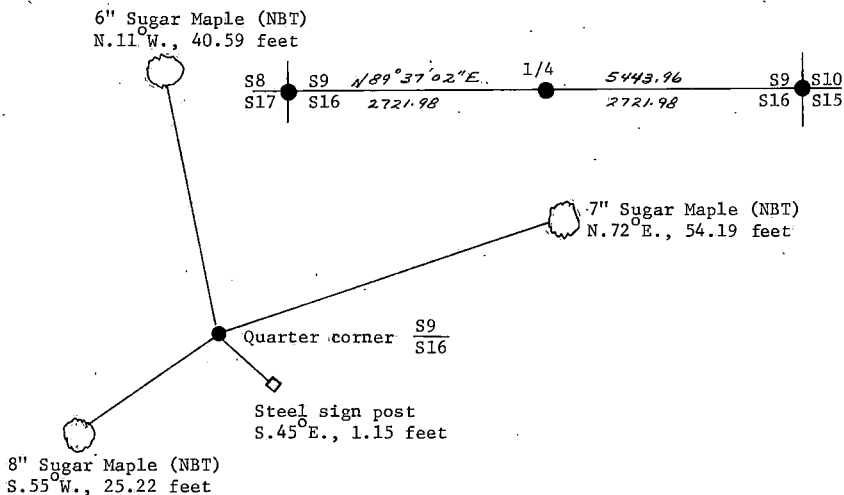 6" Sugar Maple (NBT)
N.11°W., 40.59 feet
S8 S9 N89°37'02"E. 1/4 5443.96 S9 S10
S17 S16 2721.98 2721.98 S16 S15
7" Sugar Maple (NBT)
N.72°E., 54.19 feet
Quarter corner S9
S16
Steel sign post
S.45°E., 1.15 feet
8" Sugar Maple (NBT)
S.55°W., 25.22 feet